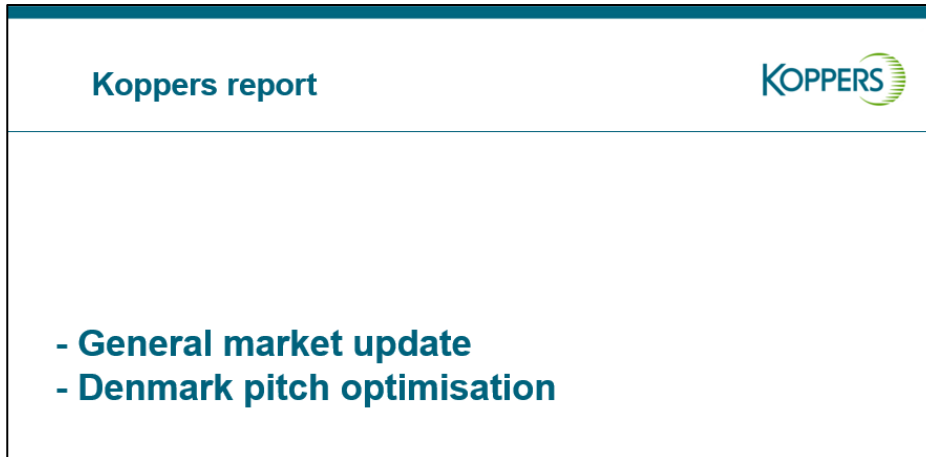 Koppers report
KOPPERS
- General market update
- Denmark pitch optimisation